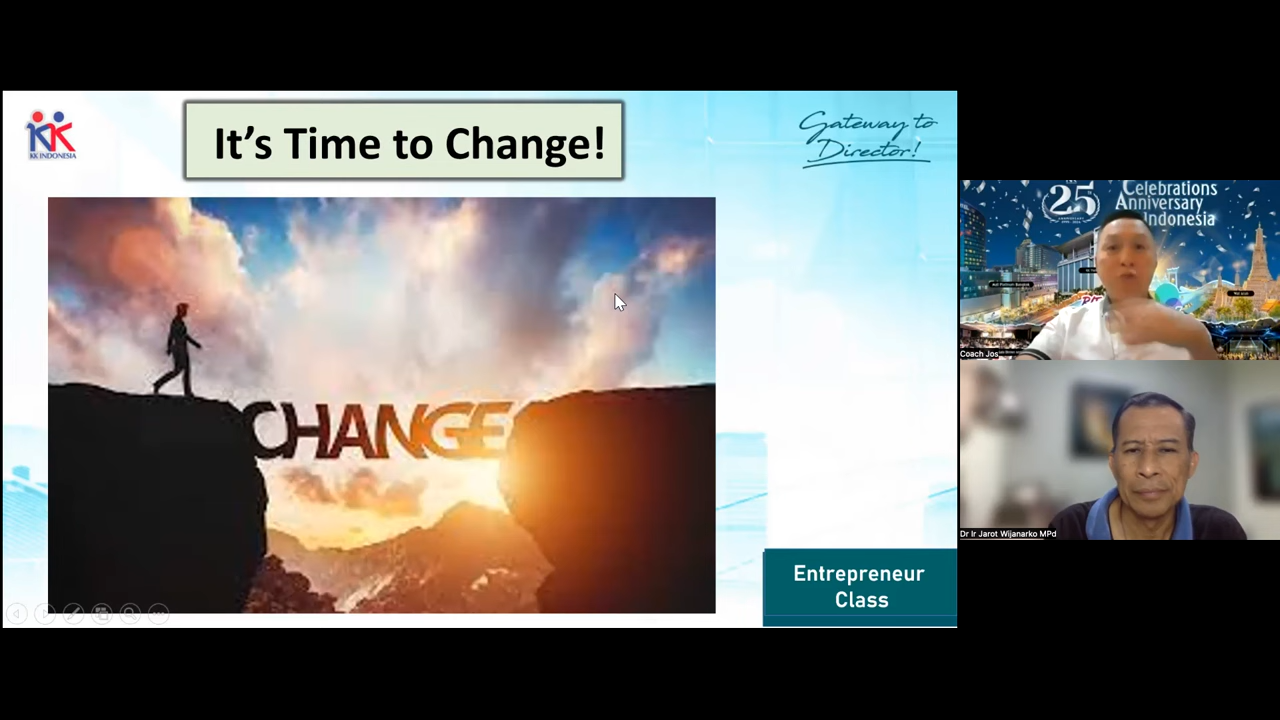 KK INDONESIA
It's Time to Change!
Gateway to
Director!
CHANGE
Entrepreneur
Class
25
ANNIVERSARY
Celebrations
Anniversary
Indonesia
Coach Jos
Dr Ir Jarot Wijanarko MPd